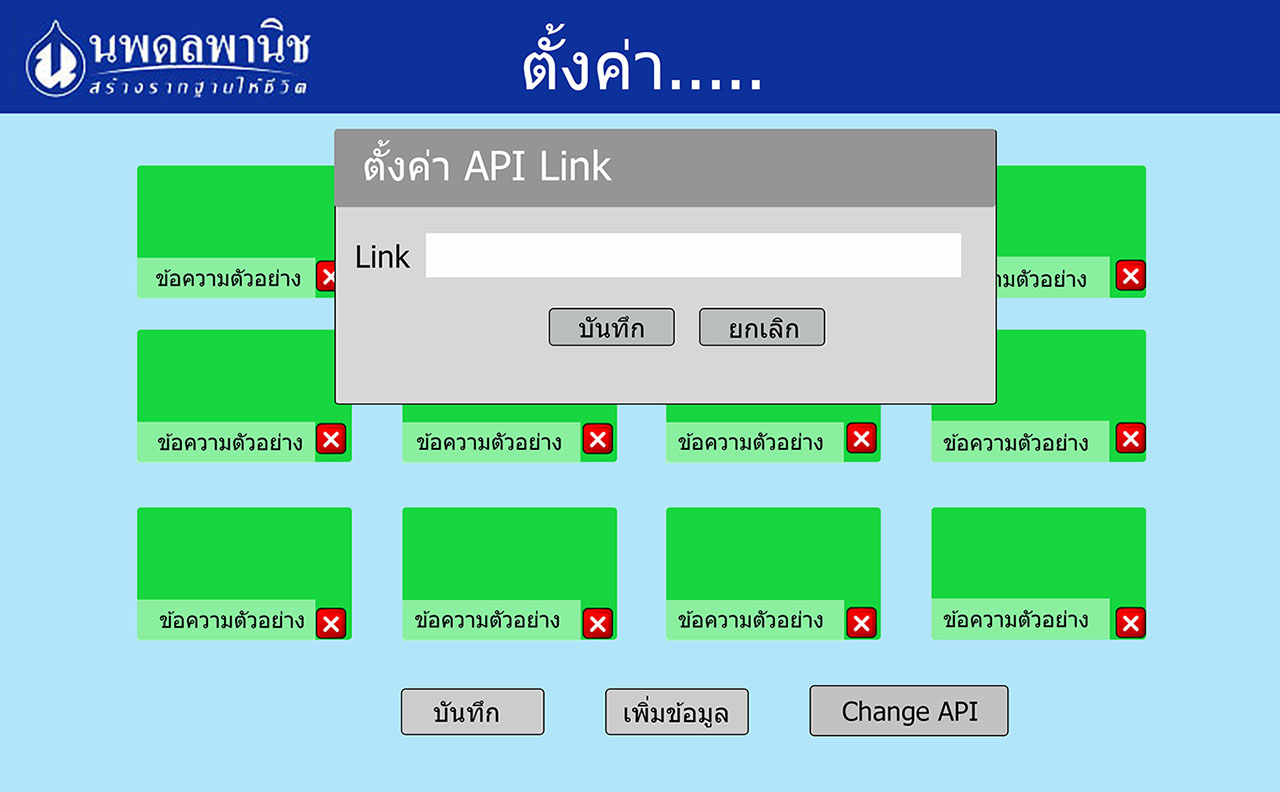 นพดลพานิช
สร้างรากฐานให้ชีวิต
ตั้งค่า.....
ตั้งค่า API Link
Link
บันทึก ยกเลิก
ข้อความตัวอย่าง ามตัวอย่าง
ข้อความตัวอย่าง ข้อความตัวอย่าง ข้อความตัวอย่าง ข้อความตัวอย่าง
ข้อความตัวอย่าง ข้อความตัวอย่าง ข้อความตัวอย่าง ข้อความตัวอย่าง
บันทึก เพิ่มข้อมูล Change API